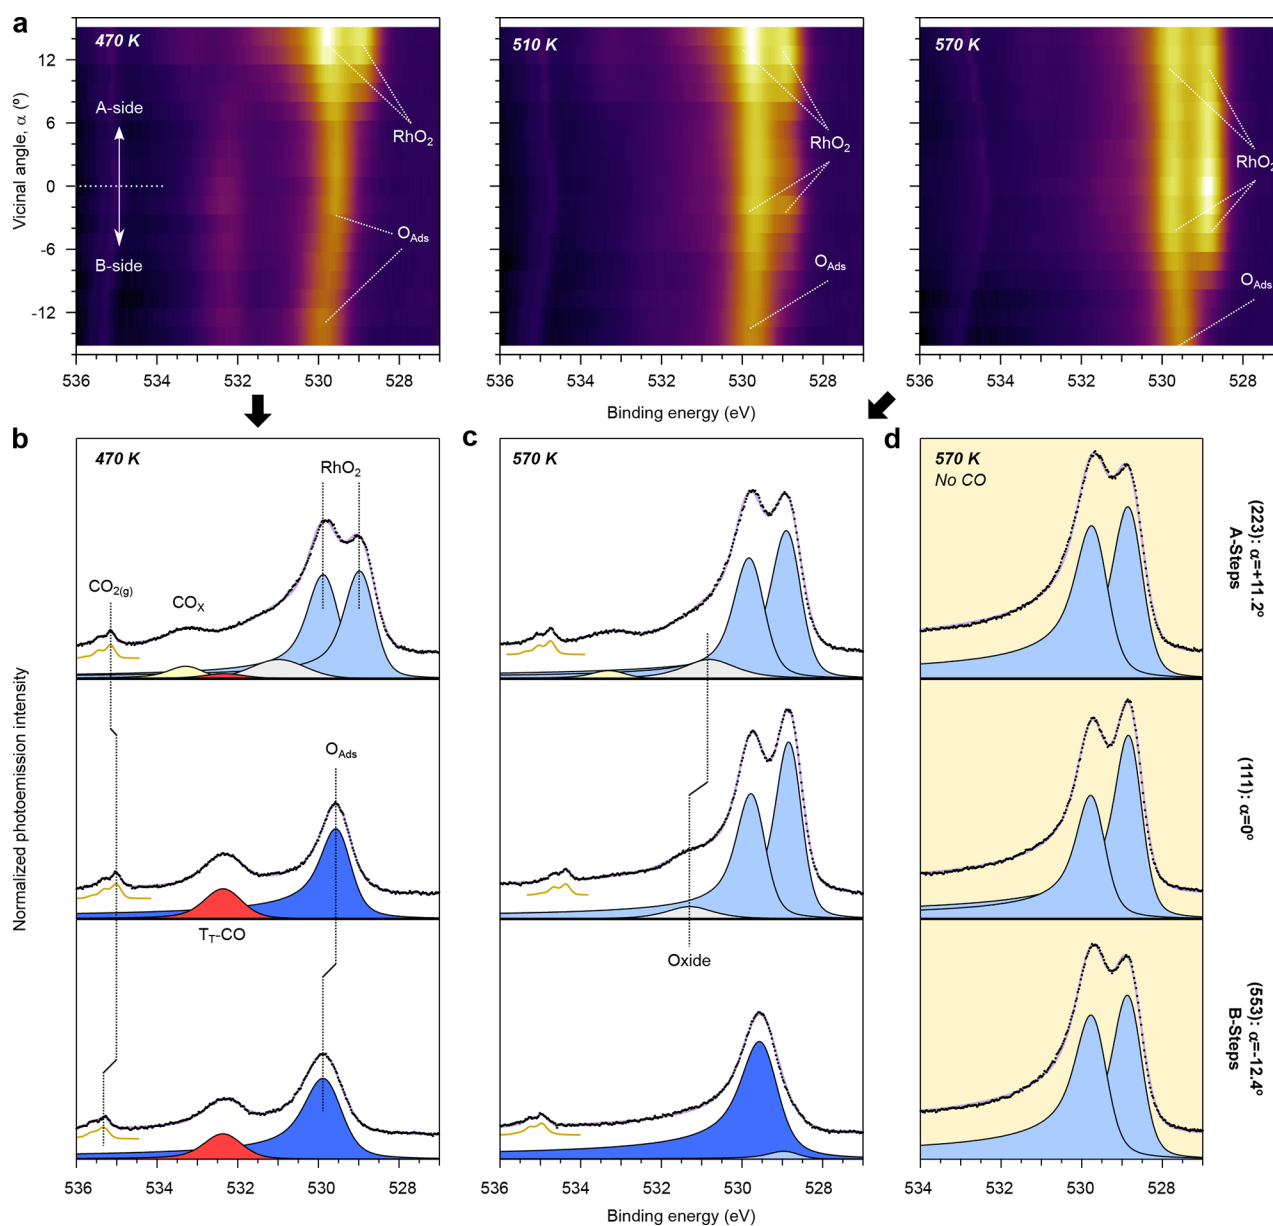 a
470 K
510 K
570 K
Vicinal angle, α (º)
12
6
0
-6
-12
A-side
B-side
RhO2
OAds
RhO2
OAds
RhO2
OAds
536 534 532 530 528
536 534 532 530 528
536 534 532 530 528
Binding energy (eV)
b
470 K
RhO2
CO2(g)
COX
OAds
TT-CO
c
570 K
Oxide
d
570 K
No CO
(223): α=+11.2º
A-Steps
(111): α=0º
(553): α=-12.4º
B-Steps
Normalized photoemission intensity
536 534 532 530 528
536 534 532 530 528
534 532 530 528
Binding energy (eV)